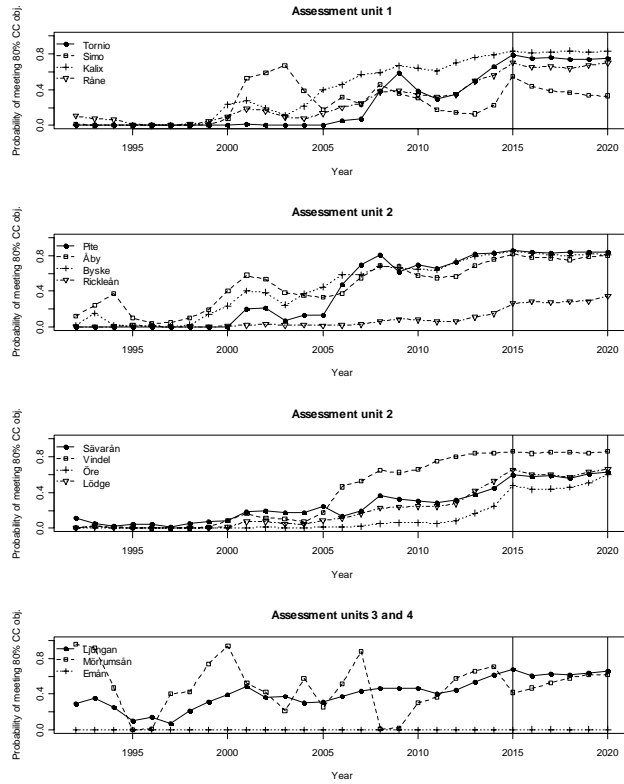 Assessment unit 1
Probability of meeting 80% CC obj.
0.0 0.4 0.8
Tornio
Simo
Kalix
Råne
1995 2000 2005 2010 2015 2020
Year
Assessment unit 2
Probability of meeting 80% CC obj.
0.0 0.4 0.8
Pite
Åby
Byske
Rickleån
1995 2000 2005 2010 2015 2020
Year
Assessment unit 2
Probability of meeting 80% CC obj.
0.0 0.4 0.8
Sävarån
Vindel
Öre
Lödge
1995 2000 2005 2010 2015 2020
Year
Assessment units 3 and 4
Probability of meeting 80% CC obj.
0.0 0.4 0.8
Ljungan
Mörrumsån
Emån
1995 2000 2005 2010 2015 2020
Year